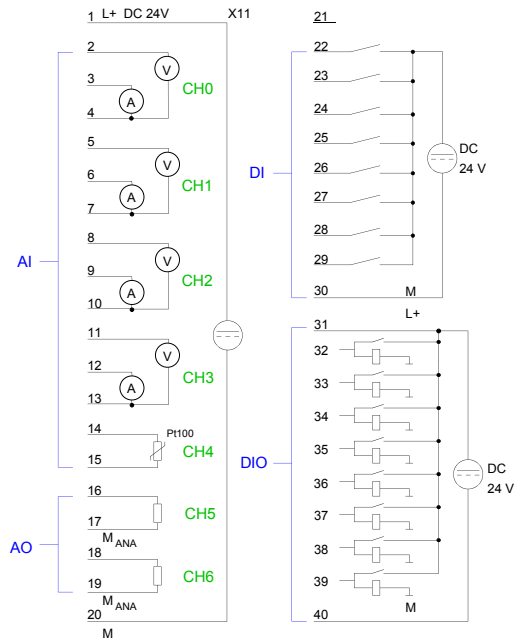 1 L+ DC 24V X11
2
V
3
A
CH0
4
5
V
6
A
CH1
7
8
V
AI
9
A
CH2
10
11
V
12
A
CH3
13
14
Pt100
CH4
15
16
CH5
17
M ANA
AO
18
CH6
19
M ANA
20
M
21
22
23
24
25
DC
24 V
DI
26
27
28
29
30 M
L+
31
32
33
34
35
DIO
36
DC
24 V
37
38
39
M
40